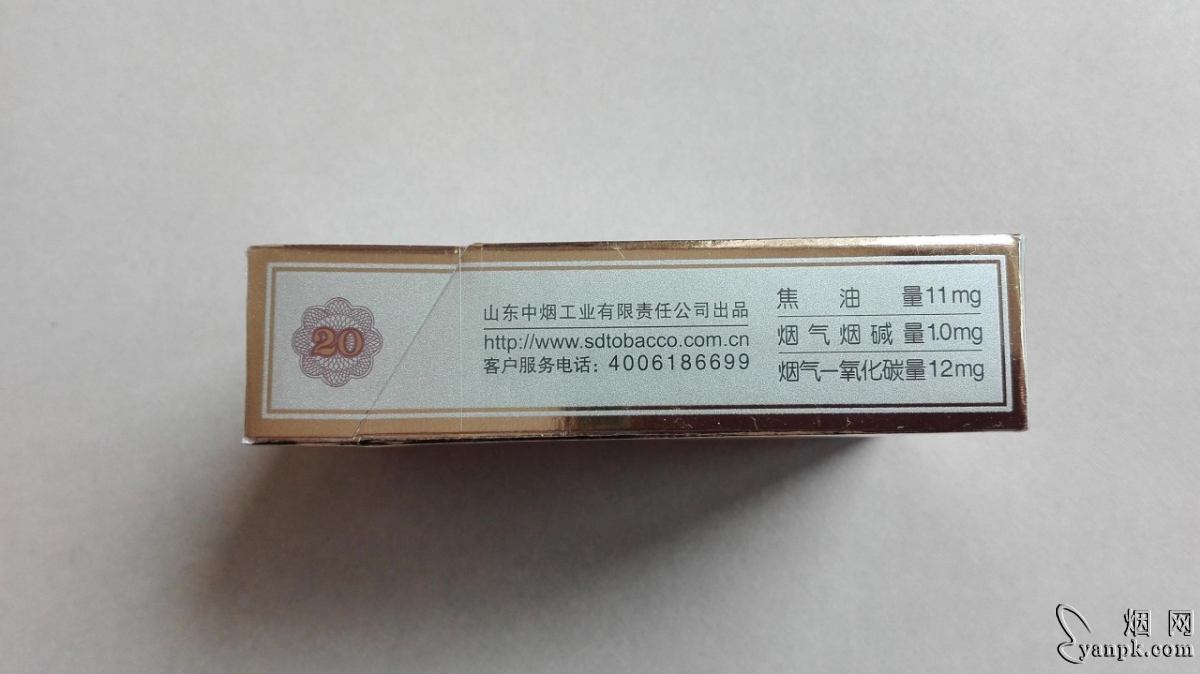 20
山东中烟工业有限责任公司出品
http://www.sdtobacco.com.cn
客户服务电话：4006186699
焦油量11mg
烟气烟碱量1.0mg
烟气一氧化碳量12mg
烟网
yanpk.com